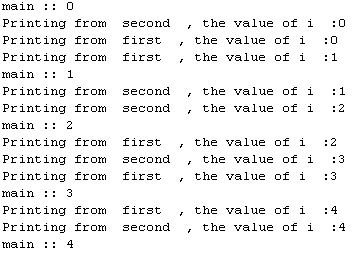 main :: 0
Printing from  second  , the value of i  :0
Printing from  first  , the value of i  :0
Printing from  first  , the value of i  :1
main :: 1
Printing from  second  , the value of i  :1
Printing from  second  , the value of i  :2
main :: 2
Printing from  first  , the value of i  :2
Printing from  second  , the value of i  :3
Printing from  first  , the value of i  :3
main :: 3
Printing from  first  , the value of i  :4
Printing from  second  , the value of i  :4
main :: 4